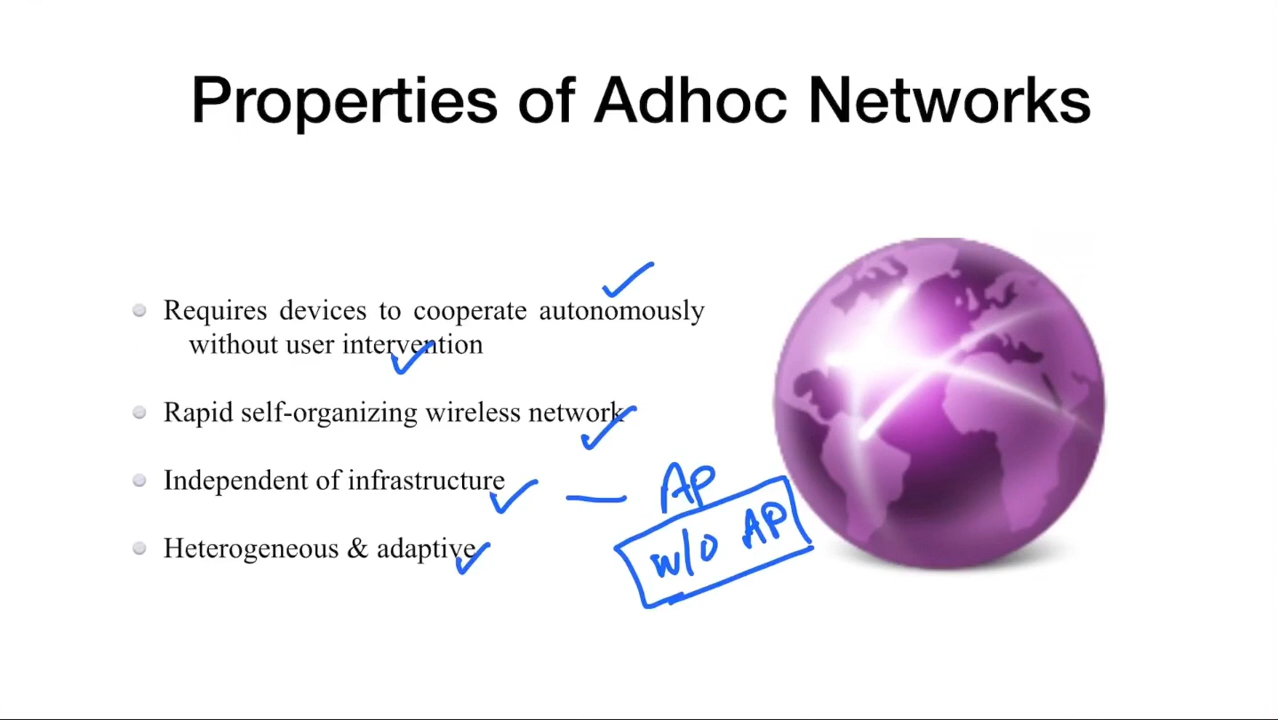 Properties of Adhoc Networks
Requires devices to cooperate autonomously
without user intervention
Rapid self-organizing wireless network
Independent of infrastructure — AP
w/o AP
Heterogeneous & adaptive